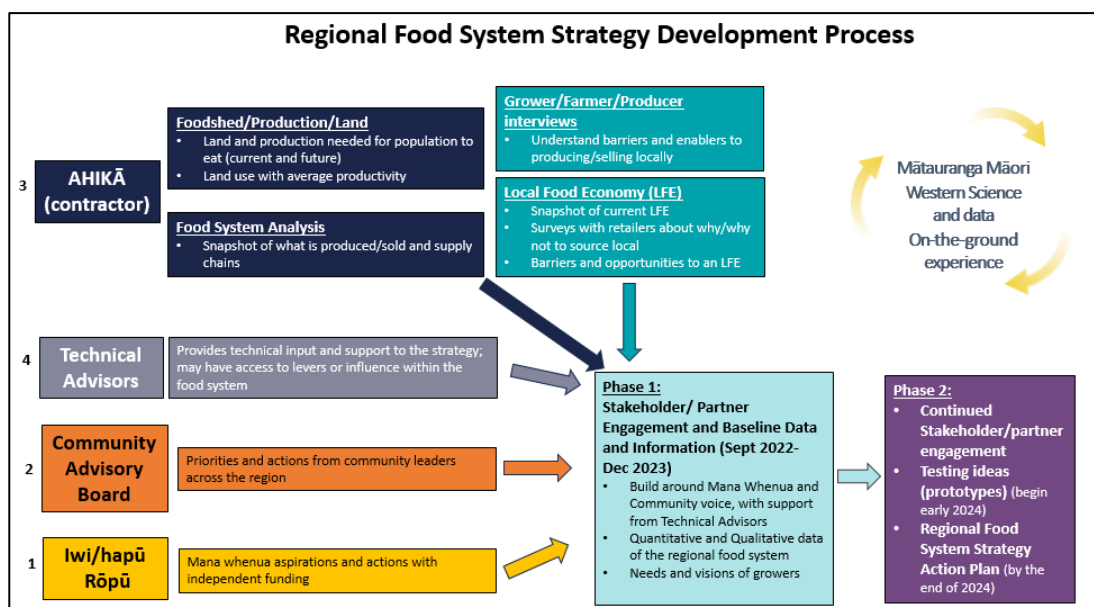 Regional Food System Strategy Development Process
3
AHIKĀ
(contractor)
Foodshed/Production/Land
• Land and production needed for population to
eat (current and future)
• Land use with average productivity
Food System Analysis
• Snapshot of what is produced/sold and supply
chains
Grower/Farmer/Producer
interviews
• Understand barriers and enablers to
producing/selling locally
Local Food Economy (LFE)
• Snapshot of current LFE
• Surveys with retailers about why/why
not to source local
• Barriers and opportunities to an LFE
Mātauranga Māori
Western Science
and data
On-the-ground
experience
4
Technical
Advisors
Provides technical input and support to the strategy;
may have access to levers or influence within the
food system
2
Community
Advisory
Board
Priorities and actions from community leaders
across the region
1
Iwi/hapū
Rōpū
Mana whenua aspirations and actions with
independent funding
Phase 1:
Stakeholder/ Partner
Engagement and Baseline Data
and Information (Sept 2022-
Dec 2023)
• Build around Mana Whenua and
Community voice, with support
from Technical Advisors
• Quantitative and Qualitative data
of the regional food system
• Needs and visions of growers
Phase 2:
• Continued
Stakeholder/partner
engagement
• Testing ideas
(prototypes) (begin
early 2024)
• Regional Food
System Strategy
Action Plan (by the
end of 2024)